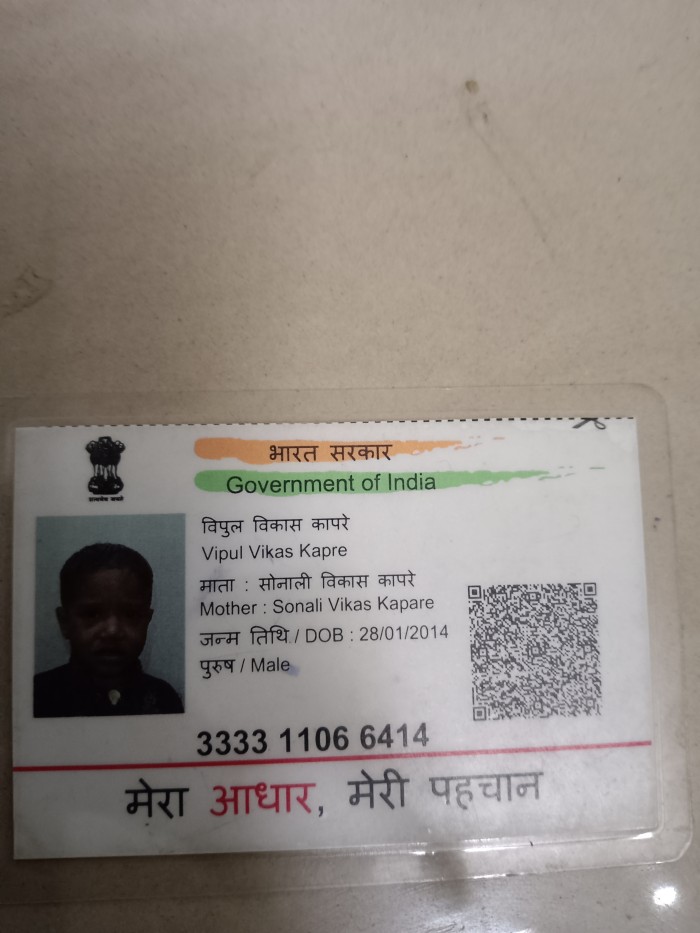 भारत सरकार
Government of India
विपुल विकास कापरे
Vipul Vikas Kapre
माता : सोनाली विकास कापरे
Mother : Sonali Vikas Kapare
जन्म तिथि / DOB : 28/01/2014
पुरुष / Male
3333 1106 6414
मेरा आधार, मेरी पहचान